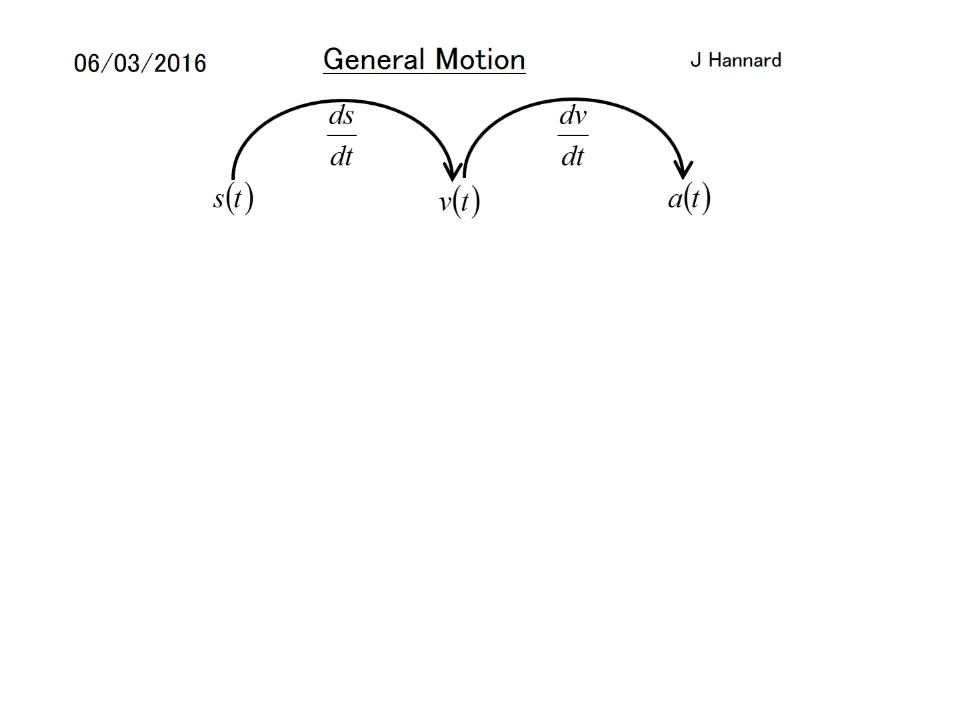 06/03/2016 General Motion J Hannard
ds/dt dv/dt
s(t) v(t) a(t)